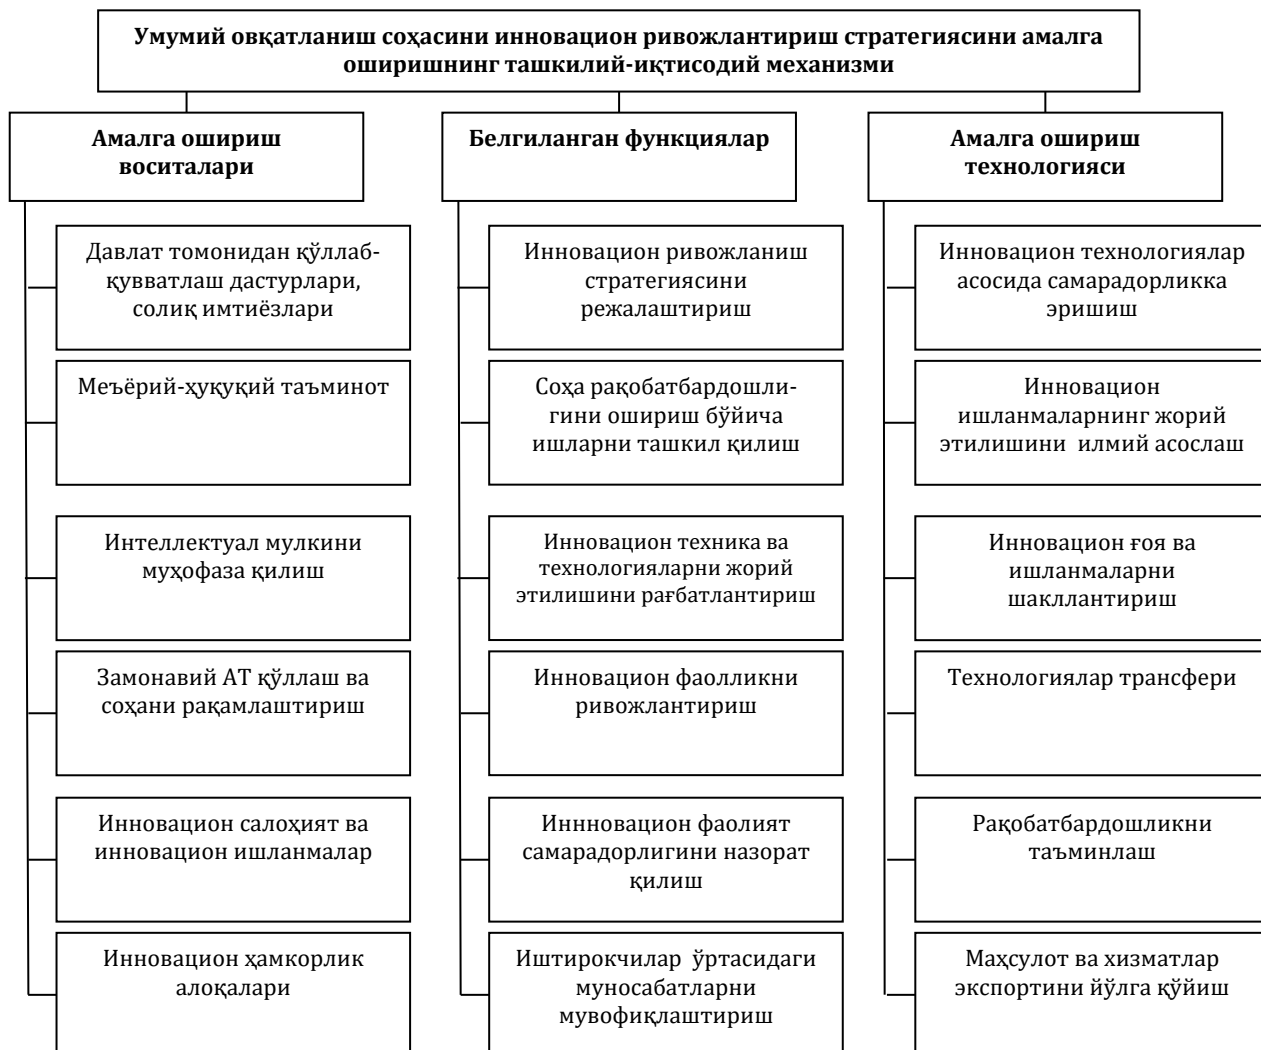 Умумий овқатланиш соҳасини инновацион ривожлантириш стратегиясини амалга
оширишнинг ташкилий-иқтисодий механизми
Амалга ошириш
воситалари
Давлат томонидан қўллаб-
қувватлаш дастурлари,
солиқ имтиёзлари
Меъёрий-ҳуқуқий таъминот
Интеллектуал мулкини
муҳофаза қилиш
Замонавий АТ қўллаш ва
соҳани рақамлаштириш
Инновацион салоҳият ва
инновацион ишланмалар
Инновацион ҳамкорлик
алоқалари
Белгиланган функциялар
Инновацион ривожланиш
стратегиясини
режалаштириш
Соҳа рақобатбардошли-
гини ошириш бўйича
ишларни ташкил қилиш
Инновацион техника ва
технологияларни жорий
этилишини рағбатлантириш
Инновацион фаолликни
ривожлантириш
Иннновацион фаолият
самарадорлигини назорат
қилиш
Иштирокчилар ўртасидаги
муносабатларни
мувофиқлаштириш
Амалга ошириш
технологияси
Инновацион технологиялар
асосида самарадорликка
эришиш
Инновацион
ишланмаларнинг жорий
этилишини илмий асослаш
Инновацион ғоя ва
ишланмаларни
шакллантириш
Технологиялар трансфери
Рақобатбардошликни
таъминлаш
Маҳсулот ва хизматлар
экспортини йўлга қўйиш